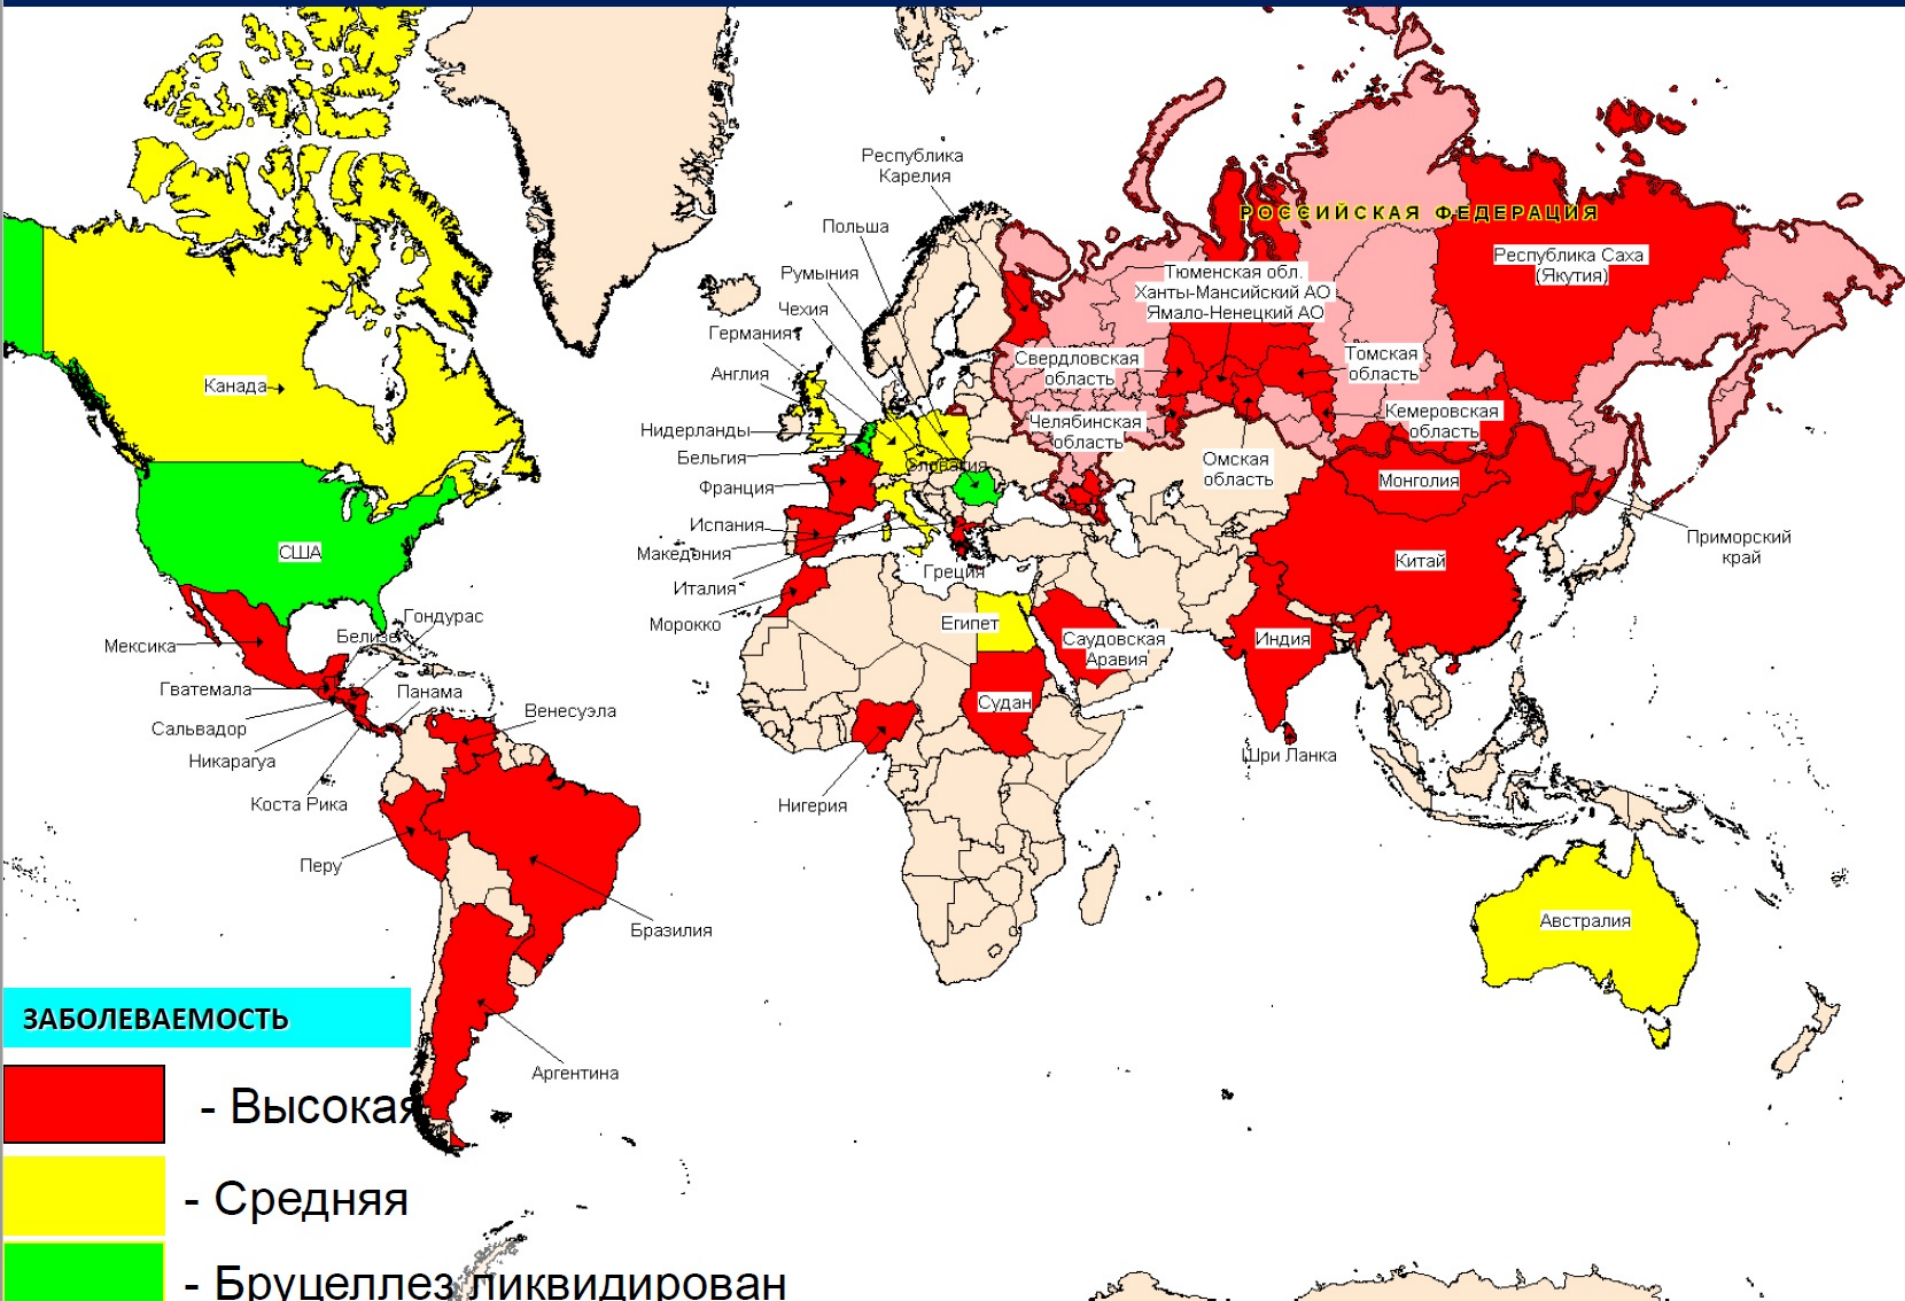 Республика
Карелия
Польша
Румыния
Чехия
Германия
Англия
Нидерланды
Бельгия
Франция
Испания
Македония
Италия
Морокко
Словакия
Греция
РОССИЙСКАЯ ФЕДЕРАЦИЯ
Республика Саха
(Якутия)
Тюменская обл.
Ханты-Мансийский АО
Ямало-Ненецкий АО
Свердловская
область
Томская
область
Челябинская
область
Кемеровская
область
Омская
область
Монголия
Приморский
край
Китай
Канада
США
Мексика
Белизе
Гондурас
Гватемала
Панама
Сальвадор
Венесуэла
Никарагуа
Коста Рика
Перу
Бразилия
Аргентина
Египет
Саудовская
Аравия
Судан
Нигерия
Индия
Шри Ланка
Австралия
ЗАБОЛЕВАЕМОСТЬ
- Высокая
- Средняя
- Бруцеллез ликвидирован